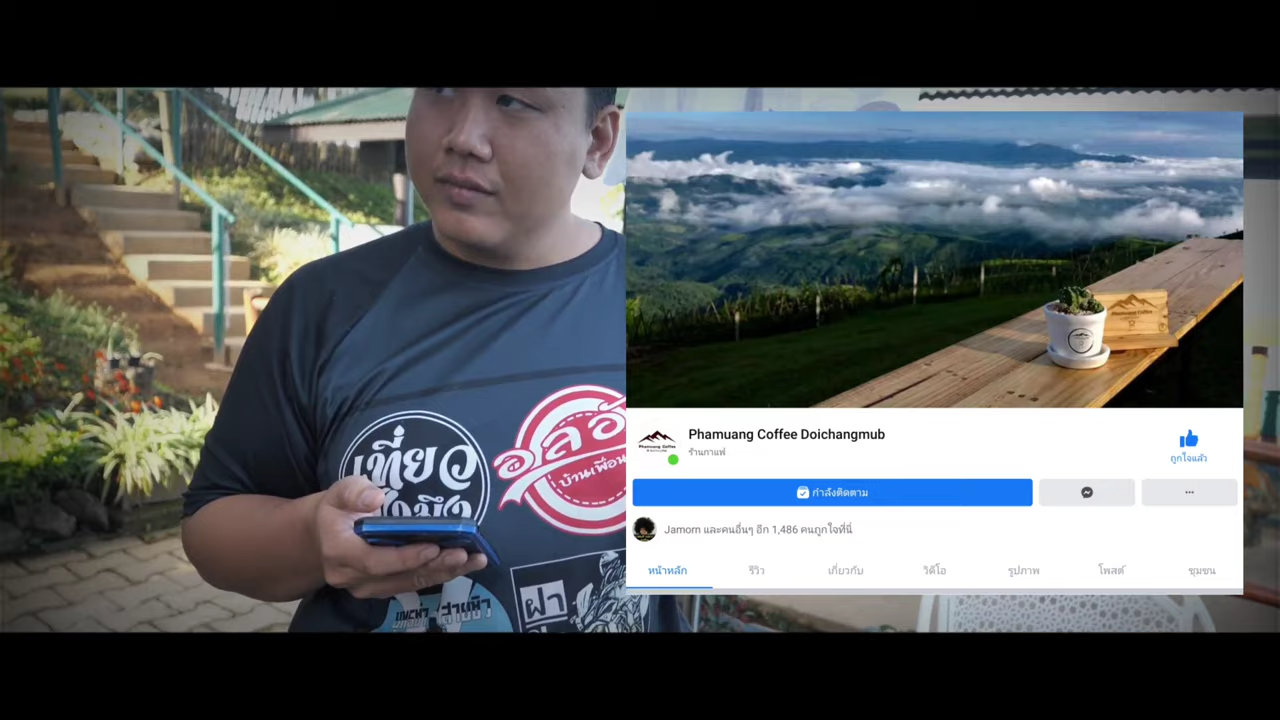 เที่ยว
บ้านเพื่อน
ฝา
Phamuang Coffee
Phamuang Coffee
Phamuang Coffee Doichangmub
ร้านกาแฟ
ถูกใจแล้ว
กำลังติดตาม
Jamorn และคนอื่นๆ อีก 1,486 คนถูกใจที่นี่
หน้าหลัก
รีวิว
เกี่ยวกับ
วิดีโอ
รูปภาพ
โพสต์
ชุมชน